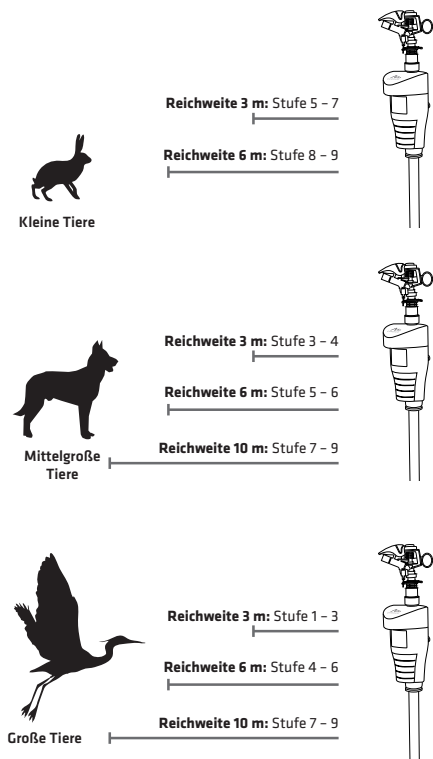 Reichweite 3 m: Stufe 5 – 7
Reichweite 6 m: Stufe 8 – 9
Kleine Tiere
Reichweite 3 m: Stufe 3 – 4
Reichweite 6 m: Stufe 5 – 6
Reichweite 10 m: Stufe 7 – 9
Mittelgroße
Tiere
Reichweite 3 m: Stufe 1 – 3
Reichweite 6 m: Stufe 4 – 6
Reichweite 10 m: Stufe 7 – 9
Große Tiere